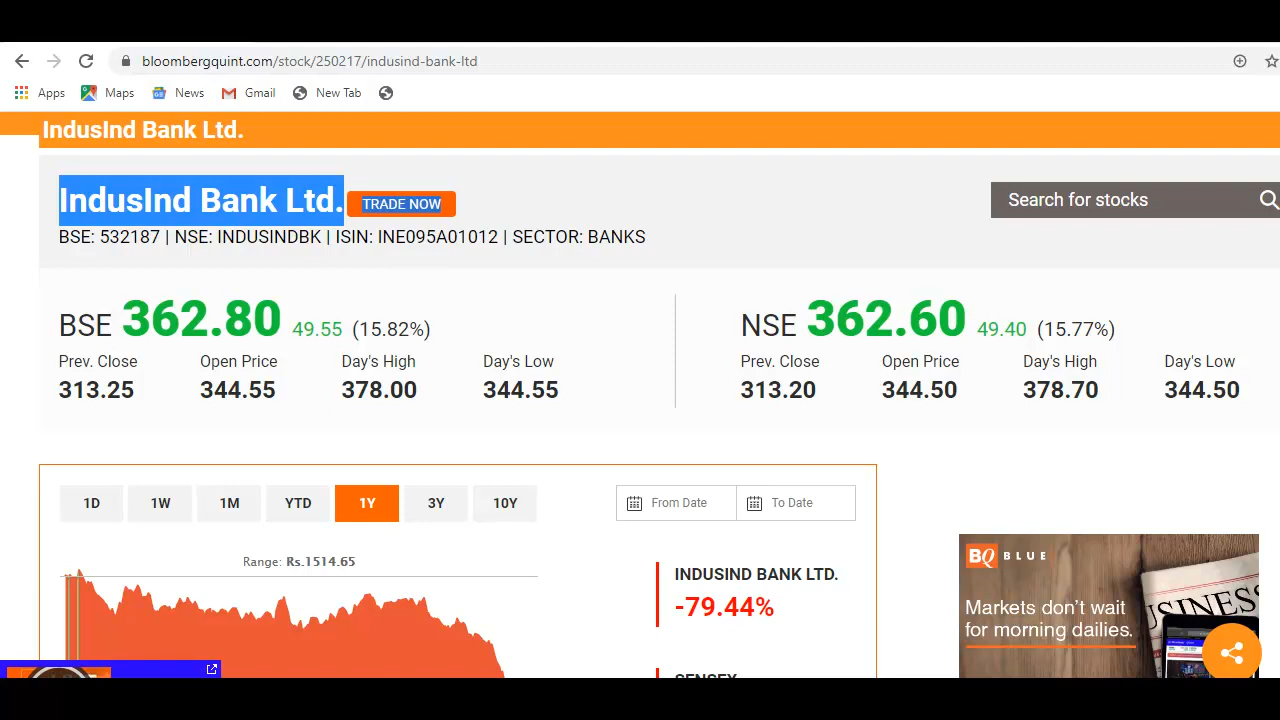 bloombergquint.com/stock/250217/indusind-bank-ltd
Apps Maps News Gmail New Tab
IndusInd Bank Ltd.
IndusInd Bank Ltd. TRADE NOW
Search for stocks
BSE: 532187 | NSE: INDUSINDBK | ISIN: INE095A01012 | SECTOR: BANKS
BSE 362.80 49.55 (15.82%)
Prev. Close Open Price Day's High Day's Low
313.25 344.55 378.00 344.55
NSE 362.60 49.40 (15.77%)
Prev. Close Open Price Day's High Day's Low
313.20 344.50 378.70 344.50
1D 1W 1M YTD 1Y 3Y 10Y
From Date To Date
Range: Rs.1514.65
INDUSIND BANK LTD.
-79.44%
SENSEX
BQ BLUE
Markets don't wait
for morning dailies.